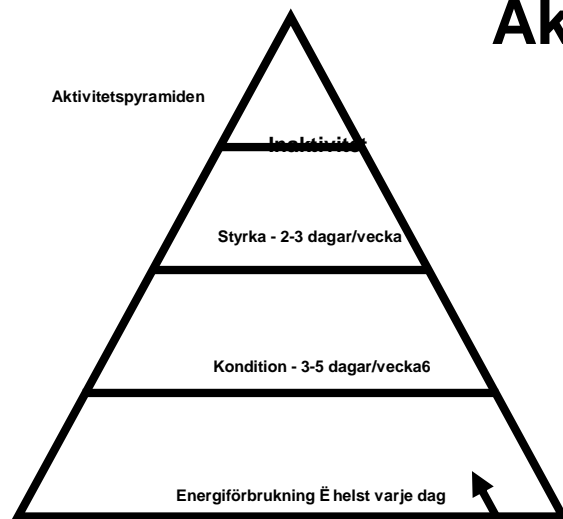 Ak
Aktivitetspyramiden
Inaktivitet
Styrka - 2-3 dagar/vecka
Kondition - 3-5 dagar/vecka6
Energiförbrukning Ë helst varje dag